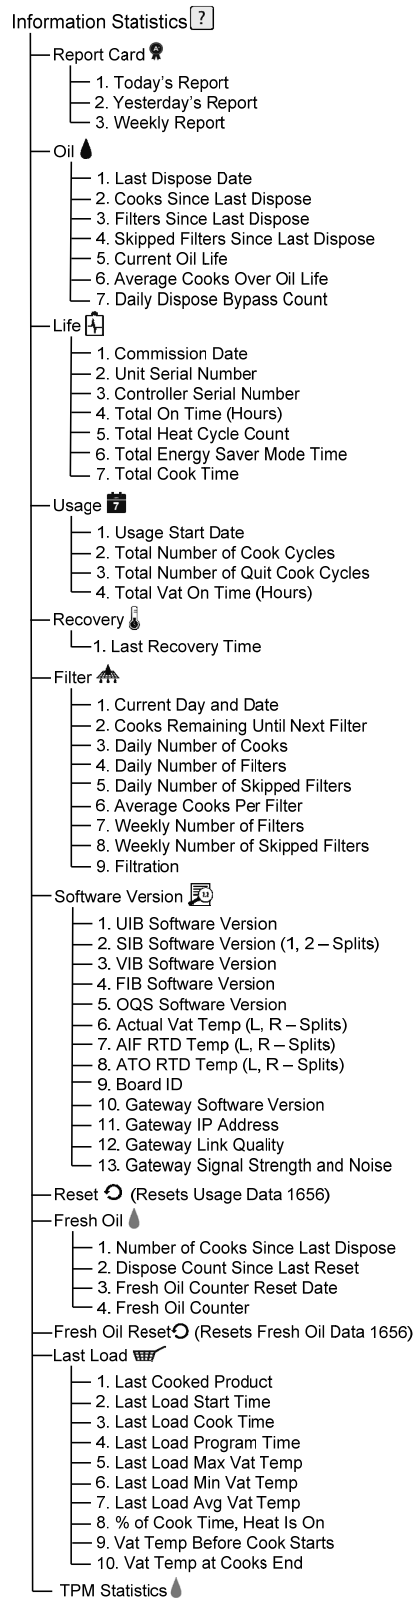 Information Statistics ?
Report Card
1. Today's Report
2. Yesterday's Report
3. Weekly Report
Oil
1. Last Dispose Date
2. Cooks Since Last Dispose
3. Filters Since Last Dispose
4. Skipped Filters Since Last Dispose
5. Current Oil Life
6. Average Cooks Over Oil Life
7. Daily Dispose Bypass Count
Life
1. Commission Date
2. Unit Serial Number
3. Controller Serial Number
4. Total On Time (Hours)
5. Total Heat Cycle Count
6. Total Energy Saver Mode Time
7. Total Cook Time
Usage 7
1. Usage Start Date
2. Total Number of Cook Cycles
3. Total Number of Quit Cook Cycles
4. Total Vat On Time (Hours)
Recovery
1. Last Recovery Time
Filter
1. Current Day and Date
2. Cooks Remaining Until Next Filter
3. Daily Number of Cooks
4. Daily Number of Filters
5. Daily Number of Skipped Filters
6. Average Cooks Per Filter
7. Weekly Number of Filters
8. Weekly Number of Skipped Filters
9. Filtration
Software Version
1. UIB Software Version
2. SIB Software Version (1, 2 – Splits)
3. VIB Software Version
4. FIB Software Version
5. OQS Software Version
6. Actual Vat Temp (L, R – Splits)
7. AIF RTD Temp (L, R – Splits)
8. ATO RTD Temp (L, R – Splits)
9. Board ID
10. Gateway Software Version
11. Gateway IP Address
12. Gateway Link Quality
13. Gateway Signal Strength and Noise
Reset (Resets Usage Data 1656)
Fresh Oil
1. Number of Cooks Since Last Dispose
2. Dispose Count Since Last Reset
3. Fresh Oil Counter Reset Date
4. Fresh Oil Counter
Fresh Oil Reset (Resets Fresh Oil Data 1656)
Last Load
1. Last Cooked Product
2. Last Load Start Time
3. Last Load Cook Time
4. Last Load Program Time
5. Last Load Max Vat Temp
6. Last Load Min Vat Temp
7. Last Load Avg Vat Temp
8. % of Cook Time, Heat Is On
9. Vat Temp Before Cook Starts
10. Vat Temp at Cooks End
TPM Statistics